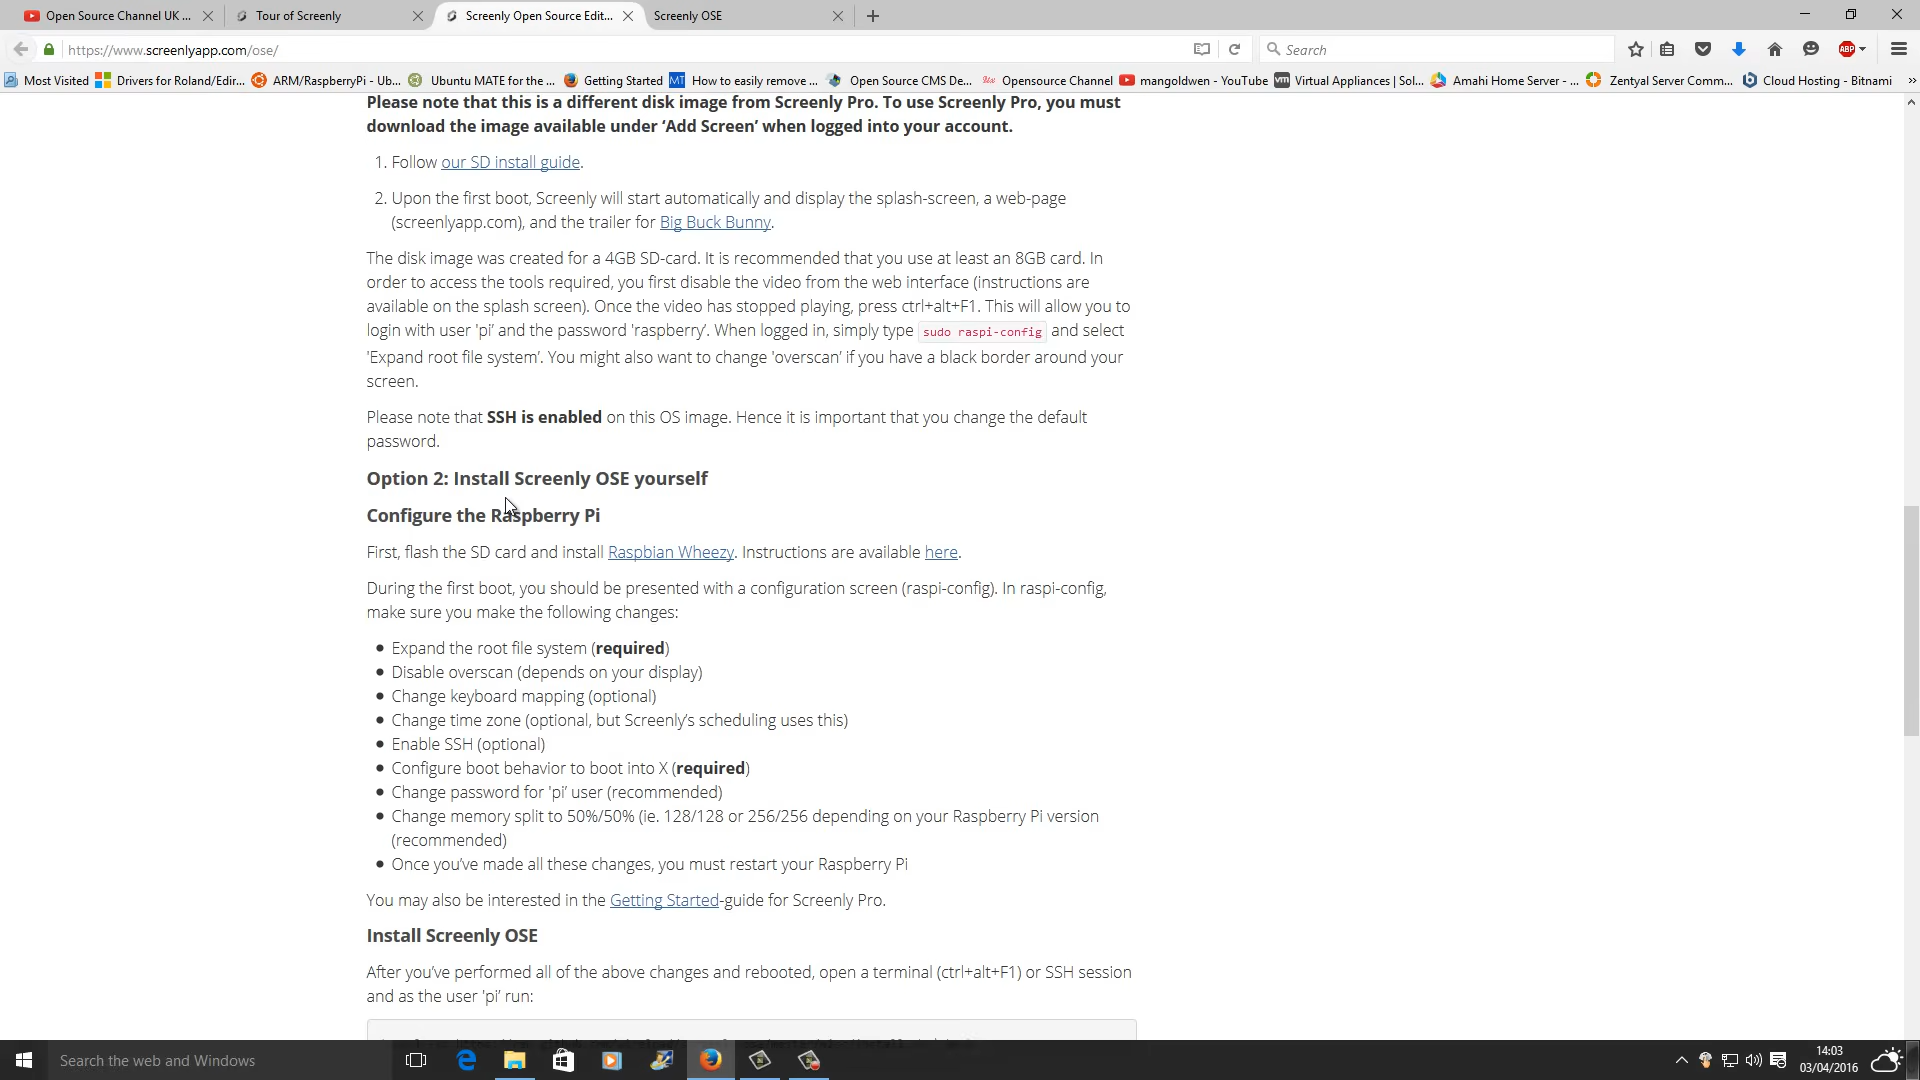 Open Source Channel UK ...
Tour of Screenly
Screenly Open Source Edit...
Screenly OSE
https://www.screenlyapp.com/ose/
Search
ABP
Most Visited
Drivers for Roland/Edir...
ARM/RaspberryPi - Ub...
Ubuntu MATE for the ...
Getting Started
MT How to easily remove ...
Open Source CMS De...
Opensource Channel
mangoldwen - YouTube
vm Virtual Appliances | Sol...
Amahi Home Server - ...
Zentyal Server Comm...
Cloud Hosting - Bitnami
Please note that this is a different disk image from Screenly Pro. To use Screenly Pro, you must
download the image available under ‘Add Screen’ when logged into your account.
1. Follow our SD install guide.
2. Upon the first boot, Screenly will start automatically and display the splash-screen, a web-page
(screenlyapp.com), and the trailer for Big Buck Bunny.
The disk image was created for a 4GB SD-card. It is recommended that you use at least an 8GB card. In
order to access the tools required, you first disable the video from the web interface (instructions are
available on the splash screen). Once the video has stopped playing, press ctrl+alt+F1. This will allow you to
login with user 'pi’ and the password 'raspberry’. When logged in, simply type sudo raspi-config and select
'Expand root file system’. You might also want to change 'overscan’ if you have a black border around your
screen.
Please note that SSH is enabled on this OS image. Hence it is important that you change the default
password.
Option 2: Install Screenly OSE yourself
Configure the Raspberry Pi
First, flash the SD card and install Raspbian Wheezy. Instructions are available here.
During the first boot, you should be presented with a configuration screen (raspi-config). In raspi-config,
make sure you make the following changes:
• Expand the root file system (required)
• Disable overscan (depends on your display)
• Change keyboard mapping (optional)
• Change time zone (optional, but Screenly’s scheduling uses this)
• Enable SSH (optional)
• Configure boot behavior to boot into X (required)
• Change password for 'pi’ user (recommended)
• Change memory split to 50%/50% (ie. 128/128 or 256/256 depending on your Raspberry Pi version
(recommended)
• Once you’ve made all these changes, you must restart your Raspberry Pi
You may also be interested in the Getting Started-guide for Screenly Pro.
Install Screenly OSE
After you’ve performed all of the above changes and rebooted, open a terminal (ctrl+alt+F1) or SSH session
and as the user 'pi’ run:
Search the web and Windows
14:03
03/04/2016